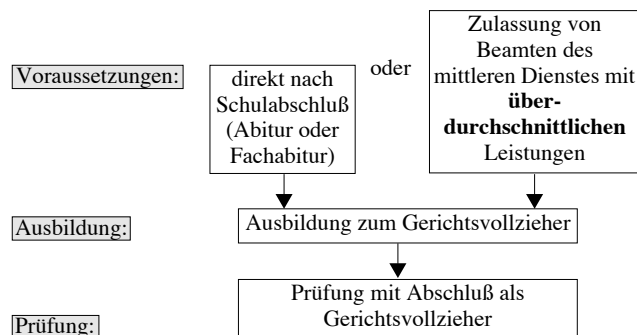 Voraussetzungen:
direkt nach
Schulabschluß
(Abitur oder
Fachabitur)
oder
Zulassung von
Beamten des
mittleren Dienstes mit
über-
durchschnittlichen
Leistungen
Ausbildung:
Ausbildung zum Gerichtsvollzieher
Prüfung:
Prüfung mit Abschluß als
Gerichtsvollzieher